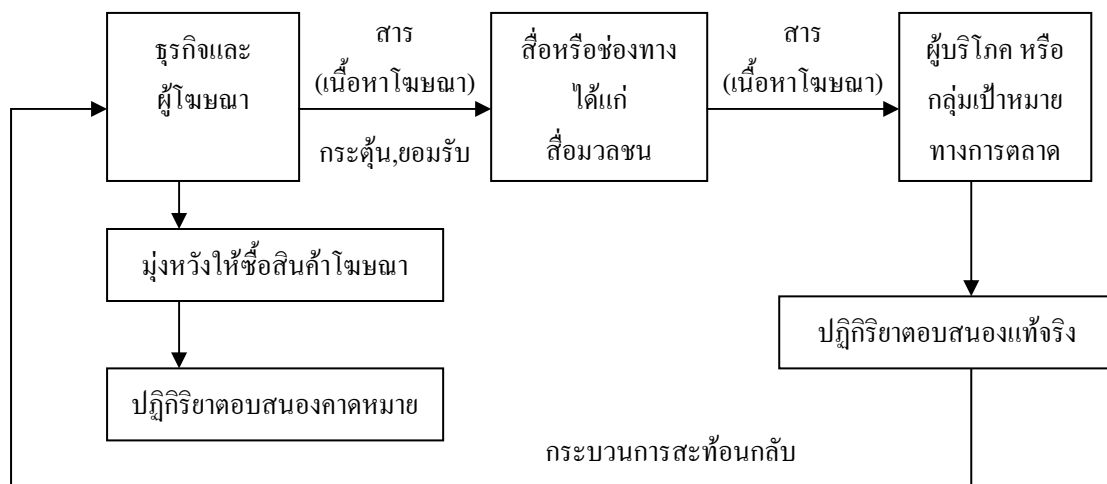 ธุรกิจและ
ผู้โฆษณา
สาร
(เนื้อหาโฆษณา)
กระตุ้น,ยอมรับ
สื่อหรือช่องทาง
ได้แก่
สื่อมวลชน
สาร
(เนื้อหาโฆษณา)
ผู้บริโภค หรือ
กลุ่มเป้าหมาย
ทางการตลาด
มุ่งหวังให้ซื้อสินค้าโฆษณา
ปฏิกิริยาตอบสนองคาดหมาย
ปฏิกิริยาตอบสนองแท้จริง
กระบวนการสะท้อนกลับ